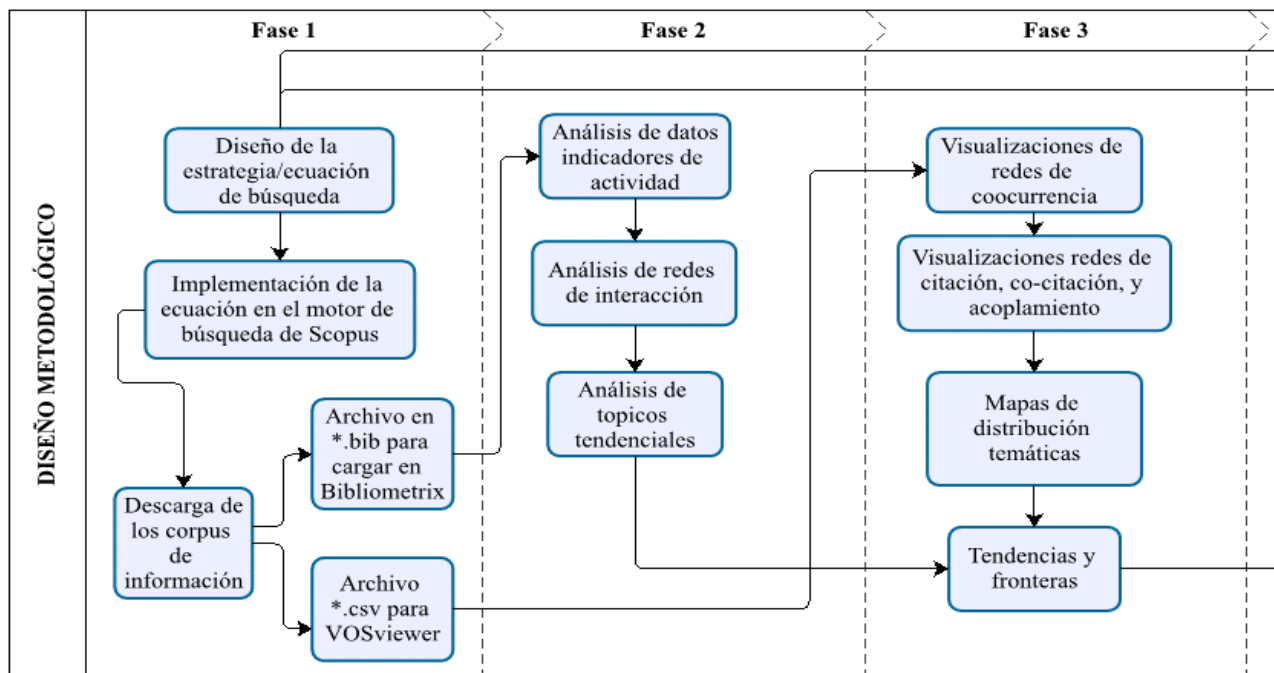 Fase 1
Fase 2
Fase 3
DISEÑO METODOLÓGICO
Diseño de la
estrategia/ecuación
de búsqueda
Implementación de la
ecuación en el motor de
búsqueda de Scopus
Descarga de
los corpus
de
información
Archivo en
*.bib para
cargar en
Bibliometrix
Archivo
*.csv para
VOSviewer
Análisis de datos
indicadores de
actividad
Análisis de redes
de interacción
Análisis de
topicos
tendenciales
Visualizaciones de
redes de
coocurrencia
Visualizaciones redes de
citación, co-citación, y
acoplamiento
Mapas de
distribución
temáticas
Tendencias y
fronteras